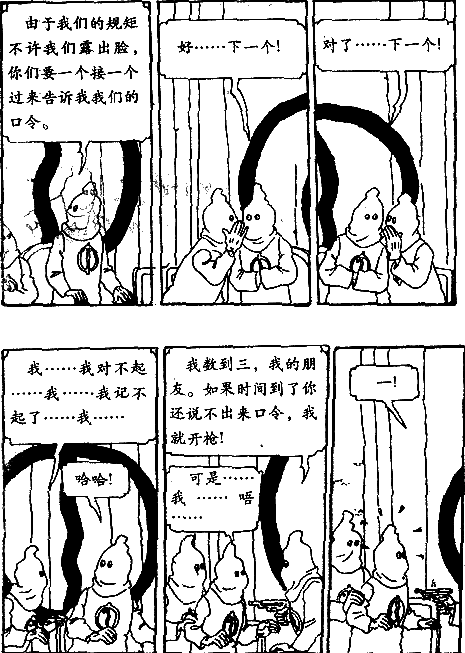 由于我们的规矩
不许我们露出脸，
你们要一个接一个
过来告诉我我们的
口令。
好……下一个！
对了……下一个！
我……我对不起
……我……我记不
起了……我……
哈哈！
我数到三，我的朋
友。如果时间到了你
还说不出来口令，我
就开枪！
可是……
我……唔
……
一！